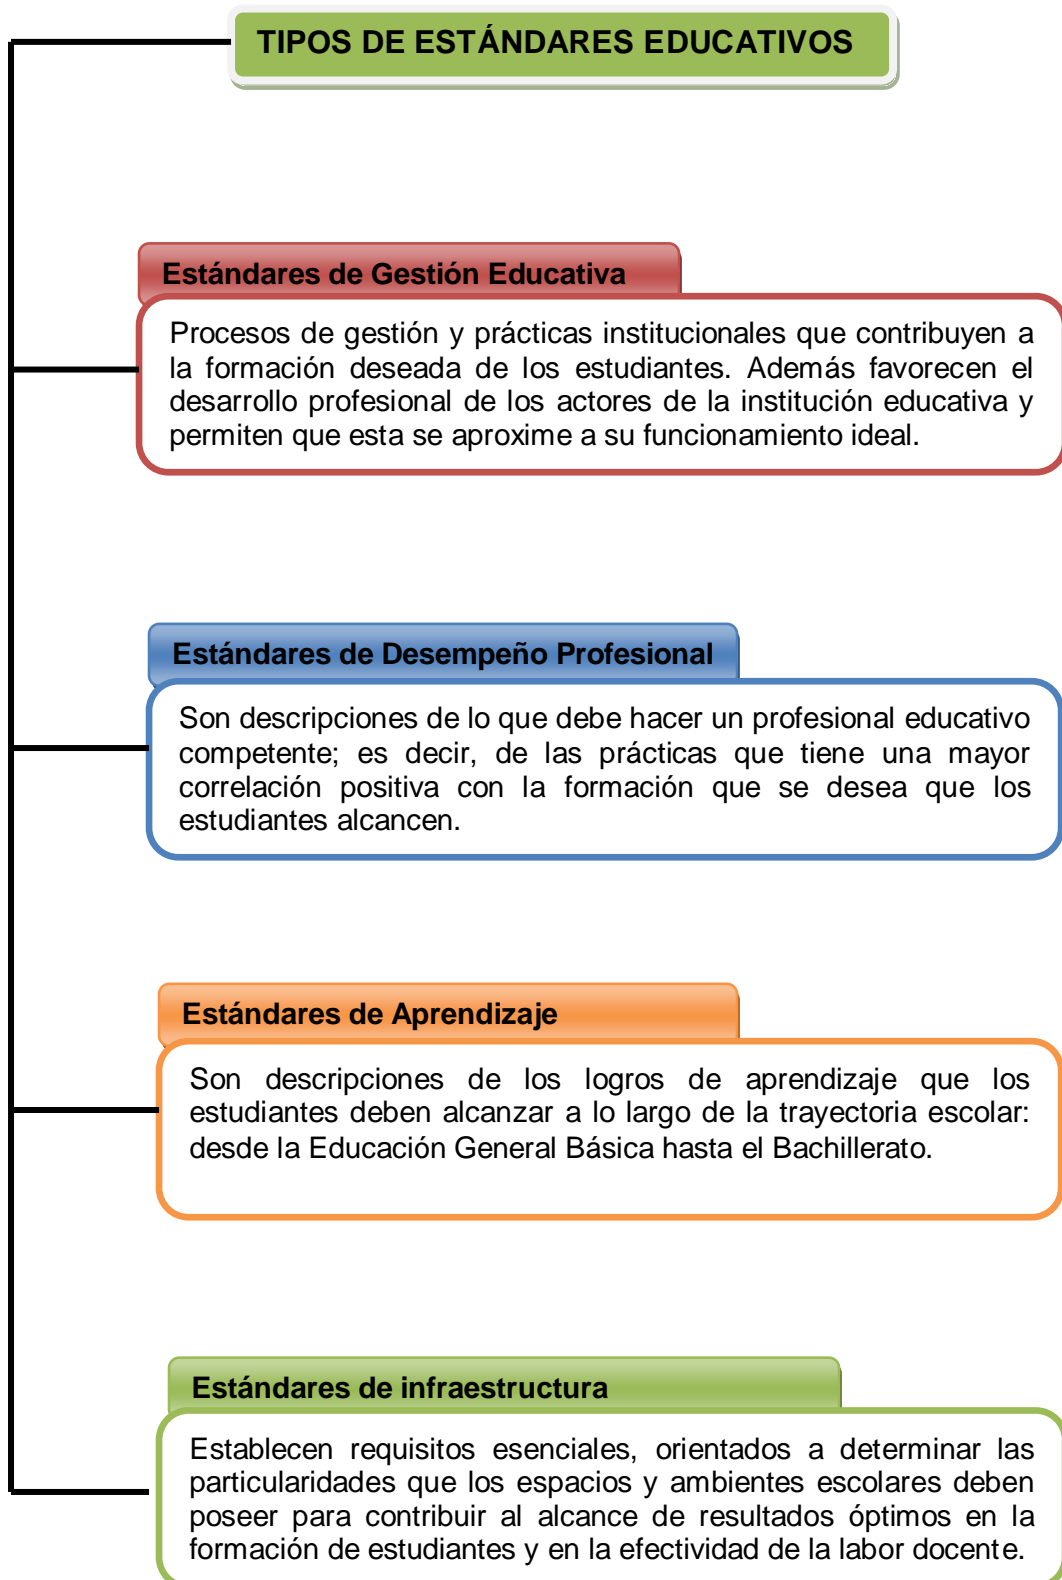 TIPOS DE ESTÁNDARES EDUCATIVOS
Estándares de Gestión Educativa
Procesos de gestión y prácticas institucionales que contribuyen a
la formación deseada de los estudiantes. Además favorecen el
desarrollo profesional de los actores de la institución educativa y
permiten que esta se aproxime a su funcionamiento ideal.
Estándares de Desempeño Profesional
Son descripciones de lo que debe hacer un profesional educativo
competente; es decir, de las prácticas que tiene una mayor
correlación positiva con la formación que se desea que los
estudiantes alcancen.
Estándares de Aprendizaje
Son descripciones de los logros de aprendizaje que los
estudiantes deben alcanzar a lo largo de la trayectoria escolar:
desde la Educación General Básica hasta el Bachillerato.
Estándares de infraestructura
Establecen requisitos esenciales, orientados a determinar las
particularidades que los espacios y ambientes escolares deben
poseer para contribuir al alcance de resultados óptimos en la
formación de estudiantes y en la efectividad de la labor docente.